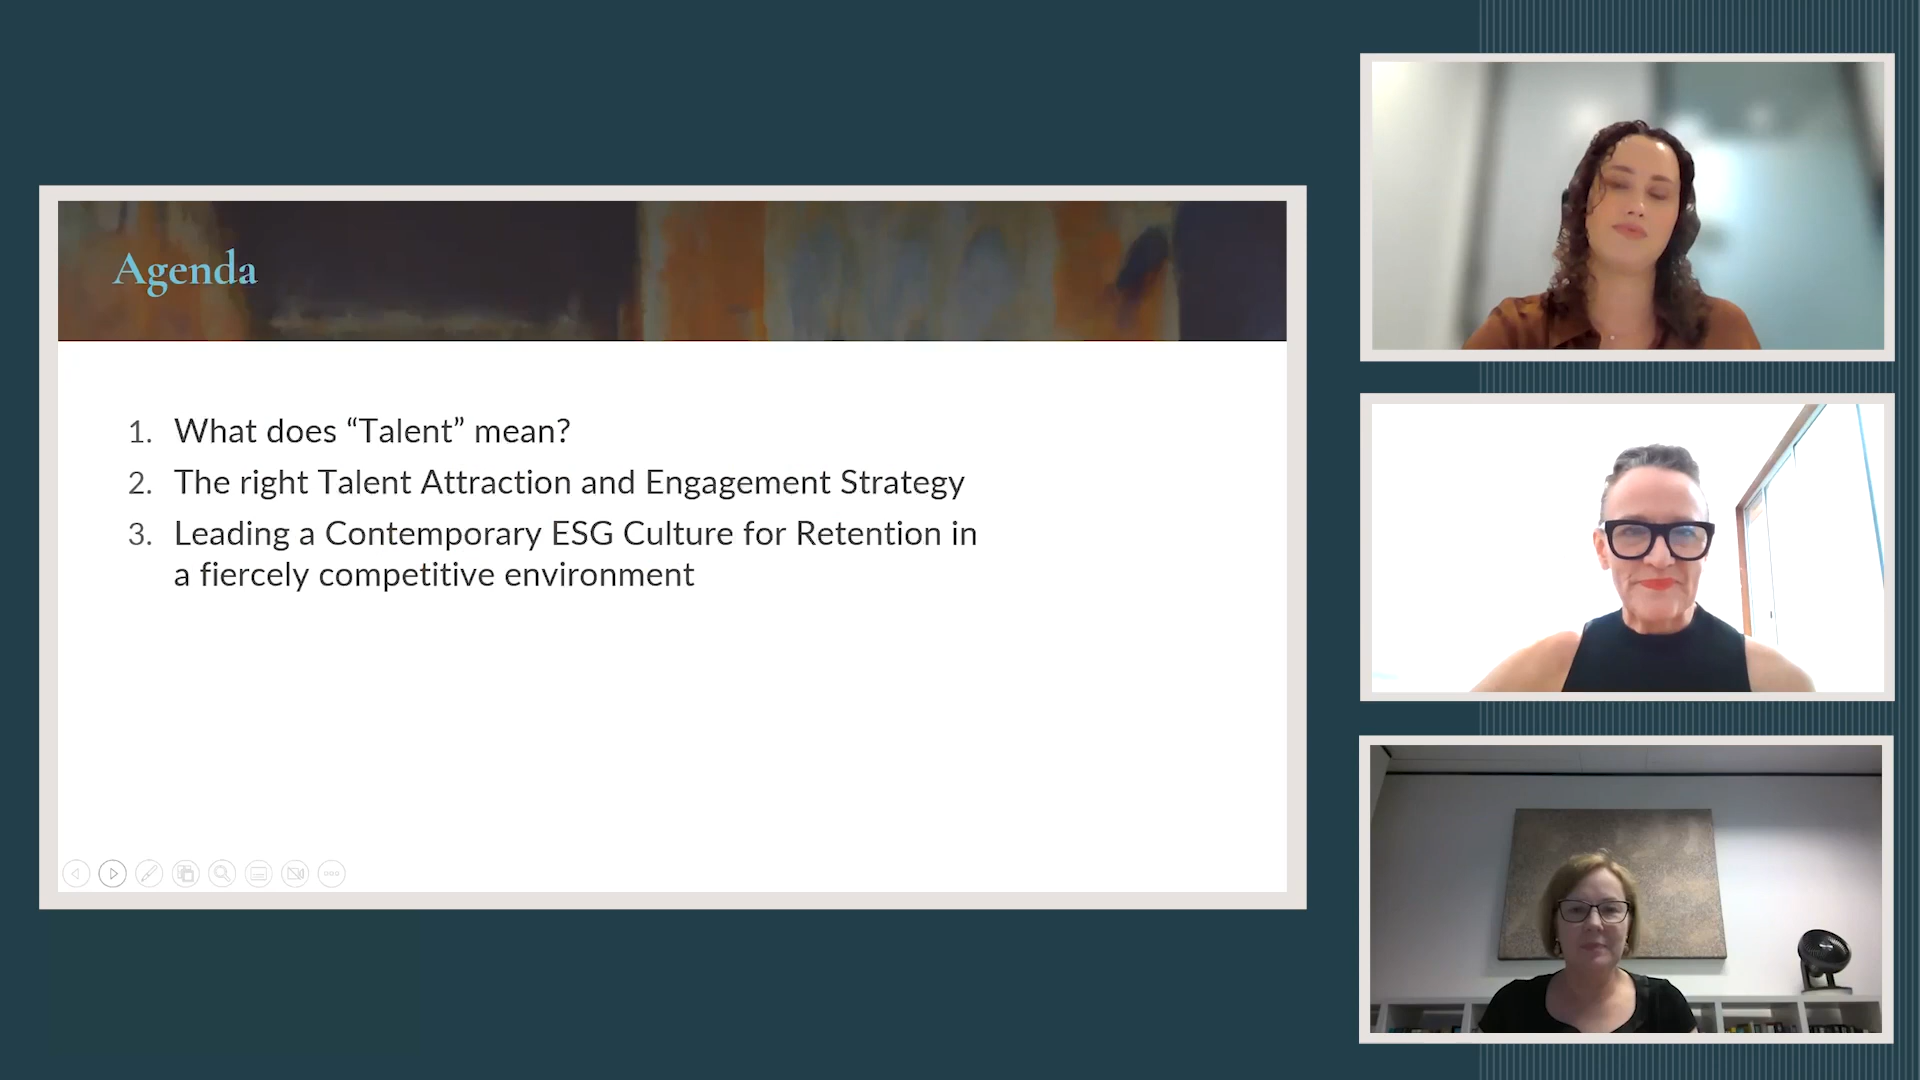 Agenda
1. What does “Talent” mean?
2. The right Talent Attraction and Engagement Strategy
3. Leading a Contemporary ESG Culture for Retention in
a fiercely competitive environment